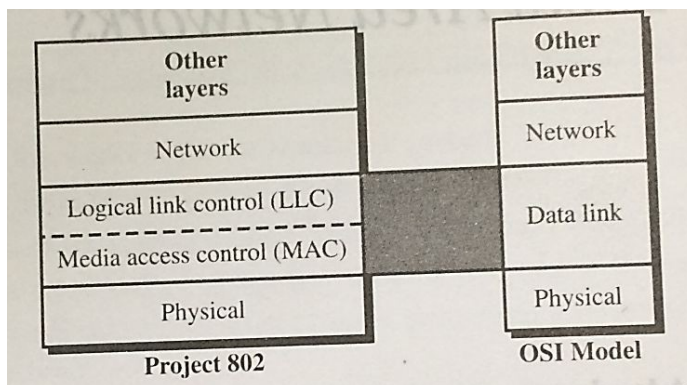 Other
layers
Network
Logical link control (LLC)
Media access control (MAC)
Physical
Project 802
Other
layers
Network
Data link
Physical
OSI Model